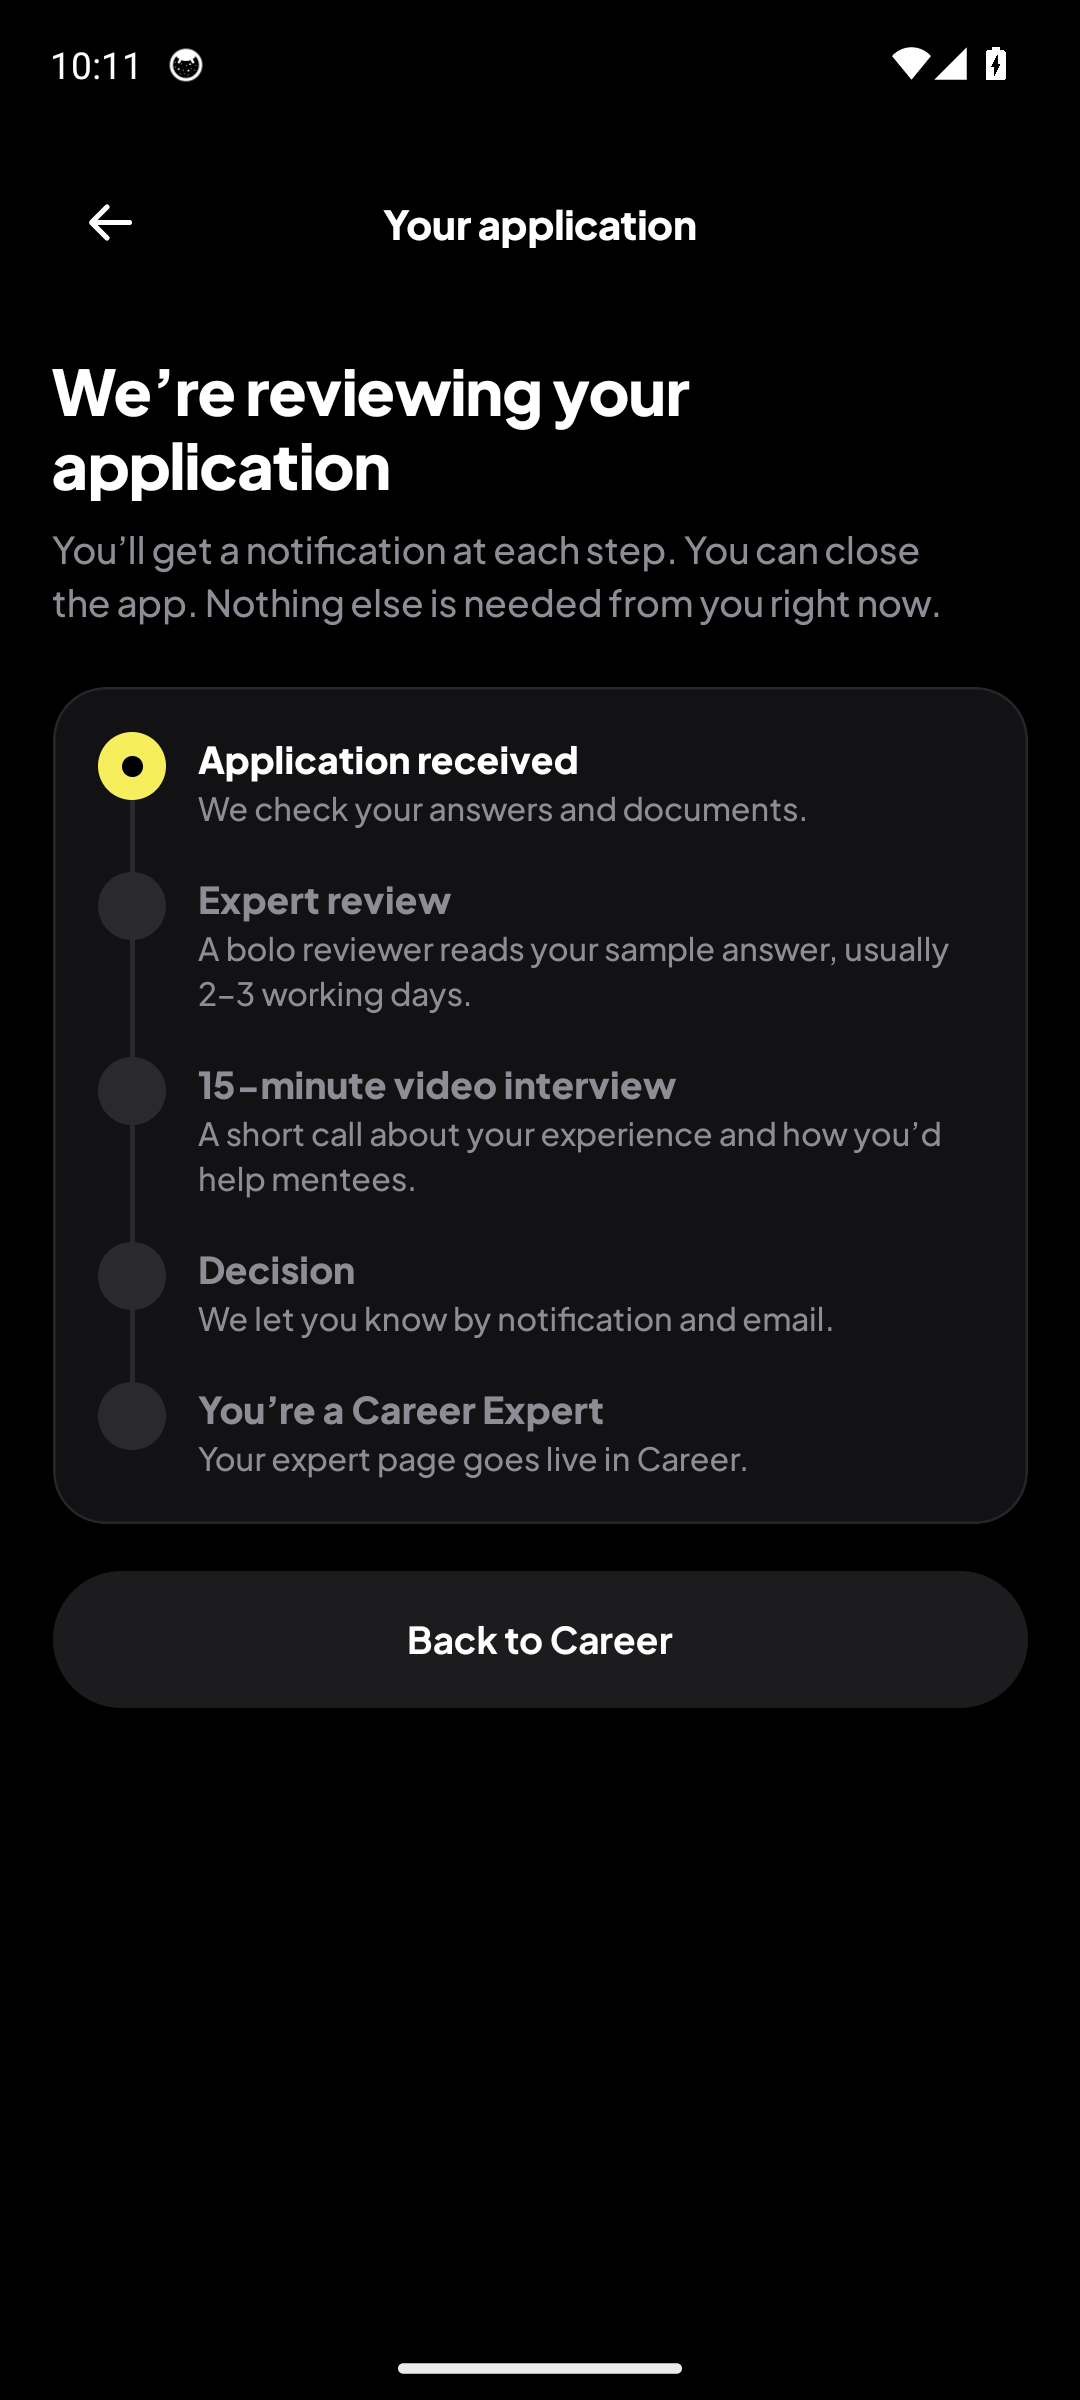 10:11
Your application
We’re reviewing your
application
You’ll get a notification at each step. You can close
the app. Nothing else is needed from you right now.
Application received
We check your answers and documents.
Expert review
A bolo reviewer reads your sample answer, usually
2–3 working days.
15-minute video interview
A short call about your experience and how you’d
help mentees.
Decision
We let you know by notification and email.
You’re a Career Expert
Your expert page goes live in Career.
Back to Career